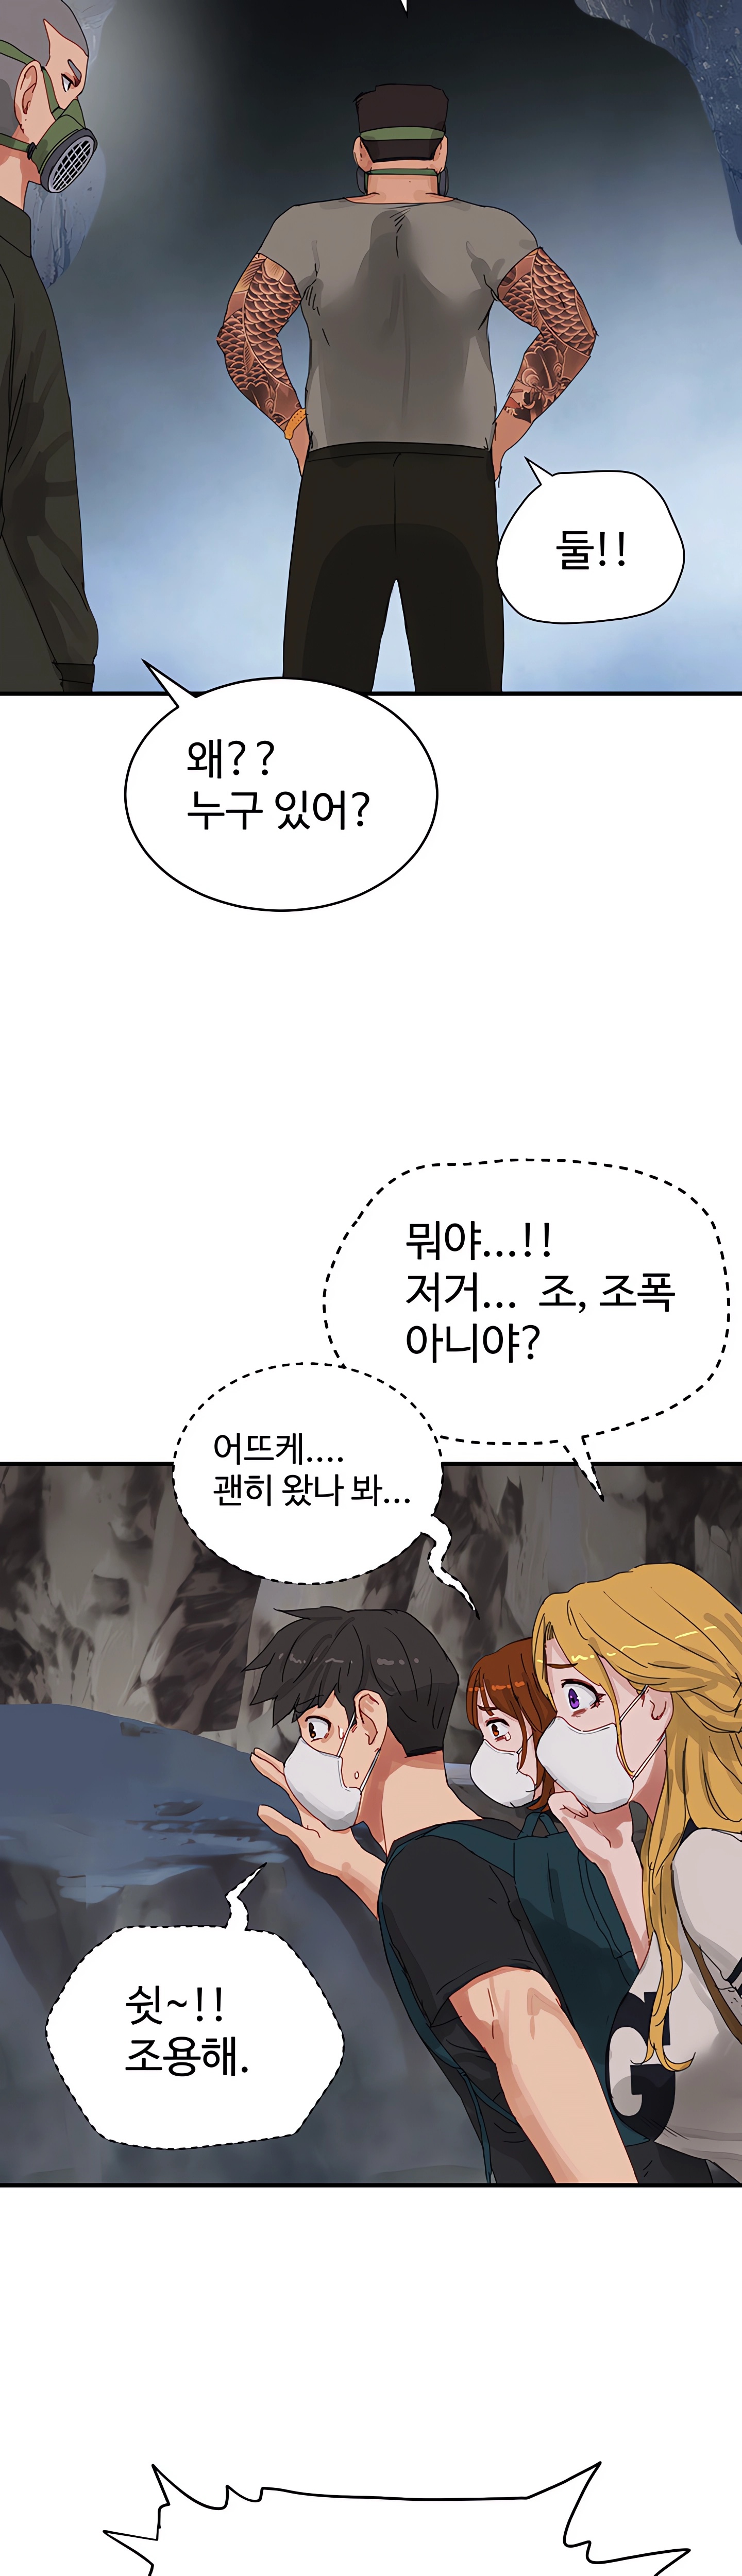 둘!!
왜??
누구 있어?
뭐야...!!
저거... 조, 조폭
아니야?
어뜨케....
괜히 왔나 봐...
쉿~!!
조용해.